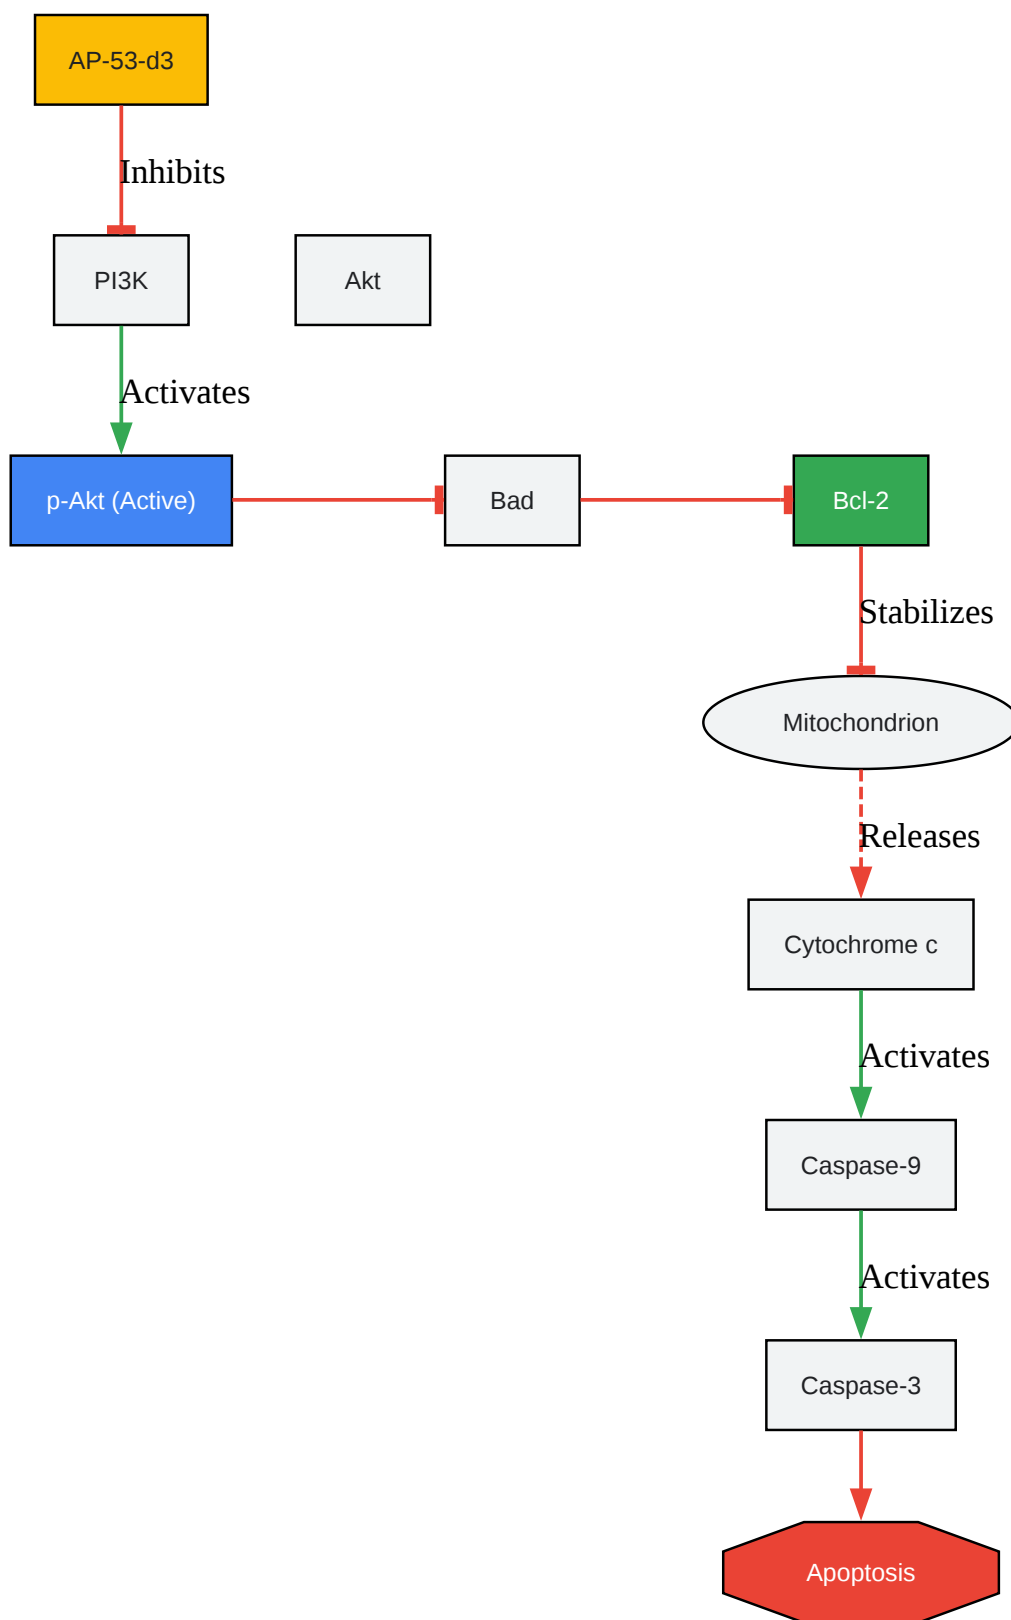 AP-53-d3
Inhibits
PI3K
Akt
Activates
p-Akt (Active)
Bad
Bcl-2
Stabilizes
Mitochondrion
Releases
Cytochrome c
Activates
Caspase-9
Activates
Caspase-3
Apoptosis